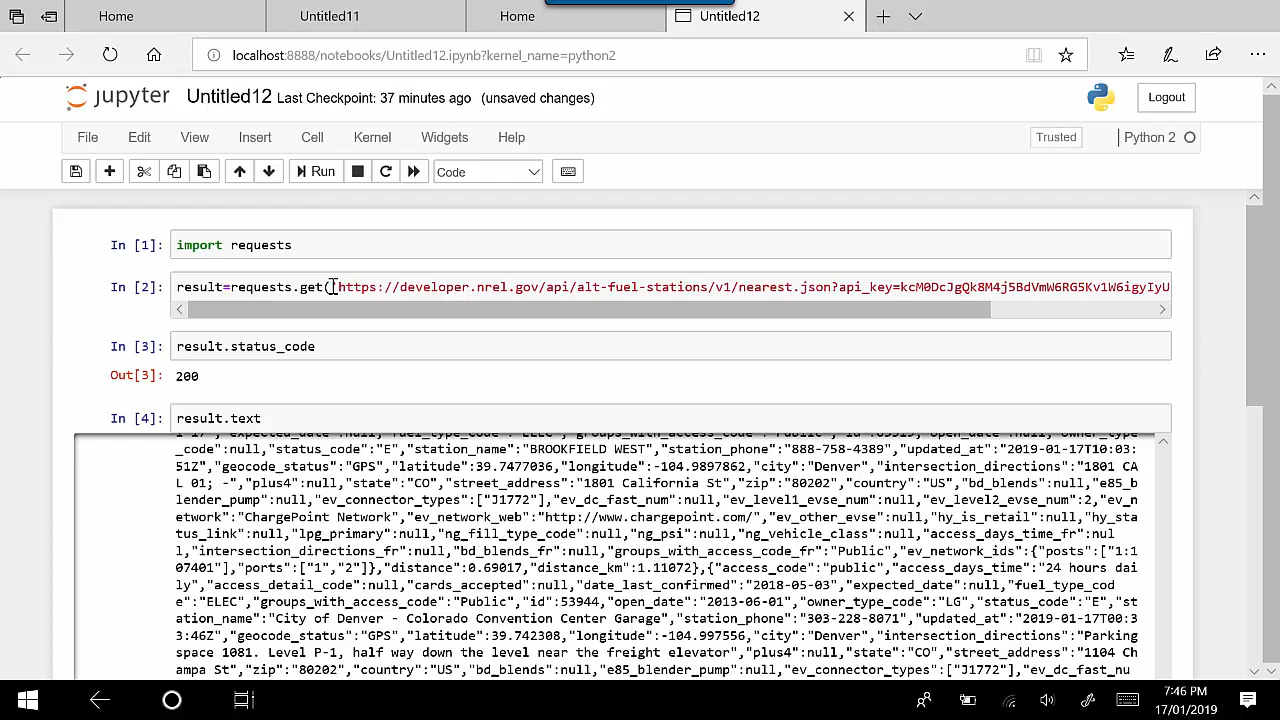 Home Untitled11 Home Untitled12
localhost:8888/notebooks/Untitled12.ipynb?kernel_name=python2
jupyter Untitled12 Last Checkpoint: 37 minutes ago (unsaved changes) Logout
File Edit View Insert Cell Kernel Widgets Help Trusted Python 2
Run Code
In [1]: import requests
In [2]: result=requests.get('https://developer.nrel.gov/api/alt-fuel-stations/v1/nearest.json?api_key=kcM0DcJgQk8M4j5BdVmW6RG5Kv1W6igyIyU
In [3]: result.status_code
Out[3]: 200
In [4]: result.text
_code":null,"status_code":"E","station_name":"BROOKFIELD WEST","station_phone":"888-758-4389","updated_at":"2019-01-17T10:03:
51Z","geocode_status":"GPS","latitude":39.7477036,"longitude":-104.9897862,"city":"Denver","intersection_directions":"1801 CA
L 01; -","plus4":null,"state":"CO","street_address":"1801 California St","zip":"80202","country":"US","bd_blends":null,"e85_b
lender_pump":null,"ev_connector_types":["J1772"],"ev_dc_fast_num":null,"ev_level1_evse_num":null,"ev_level2_evse_num":2,"ev_n
etwork":"ChargePoint Network","ev_network_web":"http://www.chargepoint.com/","ev_other_evse":null,"hy_is_retail":null,"hy_sta
tus_link":null,"lpg_primary":null,"ng_fill_type_code":null,"ng_psi":null,"ng_vehicle_class":null,"access_days_time_fr":nul
l,"intersection_directions_fr":null,"bd_blends_fr":null,"groups_with_access_code_fr":"Public","ev_network_ids":{"posts":["1:1
07401"],"ports":["1","2"]},"distance":0.69017,"distance_km":1.11072},{"access_code":"public","access_days_time":"24 hours dai
ly","access_detail_code":null,"cards_accepted":null,"date_last_confirmed":"2018-05-03","expected_date":null,"fuel_type_cod
e":"ELEC","groups_with_access_code":"Public","id":53944,"open_date":"2013-06-01","owner_type_code":"LG","status_code":"E","st
ation_name":"City of Denver - Colorado Convention Center Garage","station_phone":"303-228-8071","updated_at":"2019-01-17T00:3
3:46Z","geocode_status":"GPS","latitude":39.742308,"longitude":-104.997556,"city":"Denver","intersection_directions":"Parking
space 1081. Level P-1, half way down the level near the freight elevator","plus4":null,"state":"CO","street_address":"1104 Ch
ampa St","zip":"80202","country":"US","bd_blends":null,"e85_blender_pump":null,"ev_connector_types":["J1772"],"ev_dc_fast_nu
7:46 PM
17/01/2019